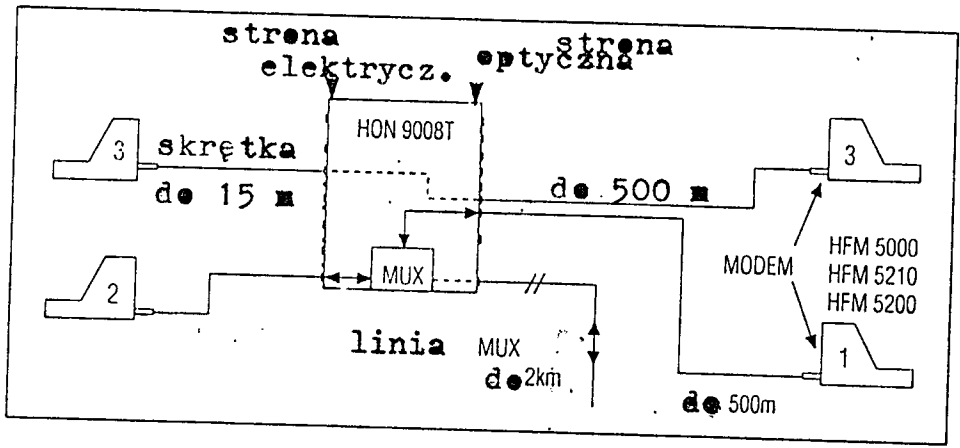 strona
elektrycz.
strona
optyczna
HON 9008T
3
skrętka
do 15 m
do 500 m
3
MODEM
HFM 5000
HFM 5210
HFM 5200
2
MUX
linia MUX
do 2km
1
do 500m